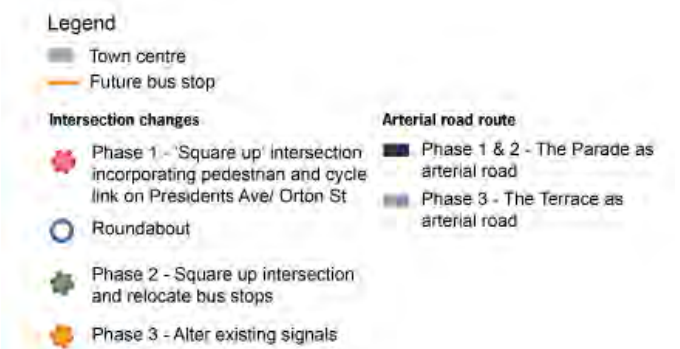 Legend
Town centre
Future bus stop
Intersection changes
Phase 1 - 'Square up' intersection
incorporating pedestrian and cycle
link on Presidents Ave/ Orton St
Roundabout
Phase 2 - Square up intersection
and relocate bus stops
Phase 3 - Alter existing signals
Arterial road route
Phase 1 & 2 - The Parade as
arterial road
Phase 3 - The Terrace as
arterial road